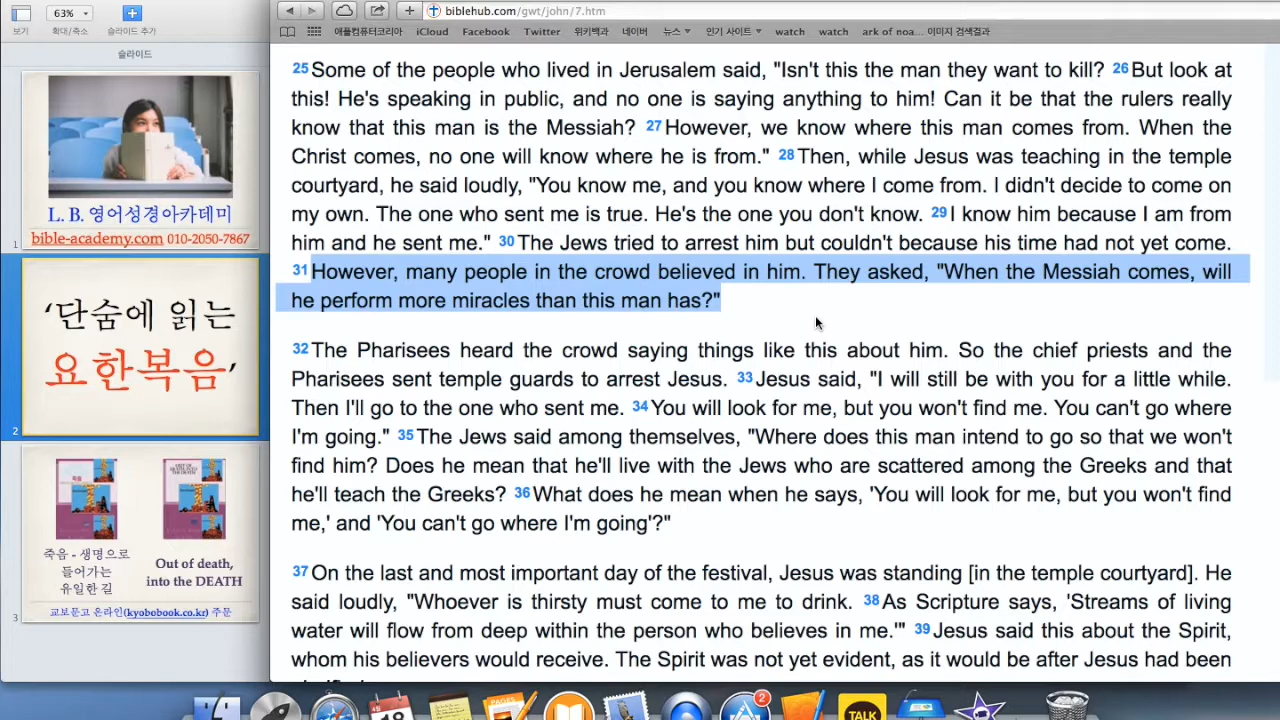 63%
보기
확대/축소
슬라이드 추가
슬라이드
L. B. 영어성경아카데미
bible-academy.com 010-2050-7867
1
'단숨에 읽는
요한복음'
2
죽음 - 생명으로
들어가는
유일한 길
Out of death,
into the DEATH
교보문고 온라인(kyobobook.co.kr) 주문
3
biblehub.com/gwt/john/7.htm
애플컴퓨터코리아 iCloud Facebook Twitter 위키백과 네이버 뉴스 인기 사이트 watch watch ark of noa... 이미지 검색결과
25 Some of the people who lived in Jerusalem said, "Isn't this the man they want to kill? 26 But look at
this! He's speaking in public, and no one is saying anything to him! Can it be that the rulers really
know that this man is the Messiah? 27 However, we know where this man comes from. When the
Christ comes, no one will know where he is from." 28 Then, while Jesus was teaching in the temple
courtyard, he said loudly, "You know me, and you know where I come from. I didn't decide to come on
my own. The one who sent me is true. He's the one you don't know. 29 I know him because I am from
him and he sent me." 30 The Jews tried to arrest him but couldn't because his time had not yet come.
31 However, many people in the crowd believed in him. They asked, "When the Messiah comes, will
he perform more miracles than this man has?"
32 The Pharisees heard the crowd saying things like this about him. So the chief priests and the
Pharisees sent temple guards to arrest Jesus. 33 Jesus said, "I will still be with you for a little while.
Then I'll go to the one who sent me. 34 You will look for me, but you won't find me. You can't go where
I'm going." 35 The Jews said among themselves, "Where does this man intend to go so that we won't
find him? Does he mean that he'll live with the Jews who are scattered among the Greeks and that
he'll teach the Greeks? 36 What does he mean when he says, 'You will look for me, but you won't find
me,' and 'You can't go where I'm going'?"
37 On the last and most important day of the festival, Jesus was standing [in the temple courtyard]. He
said loudly, "Whoever is thirsty must come to me to drink. 38 As Scripture says, 'Streams of living
water will flow from deep within the person who believes in me.'" 39 Jesus said this about the Spirit,
whom his believers would receive. The Spirit was not yet evident, as it would be after Jesus had been
18
PAGES
2
TALK